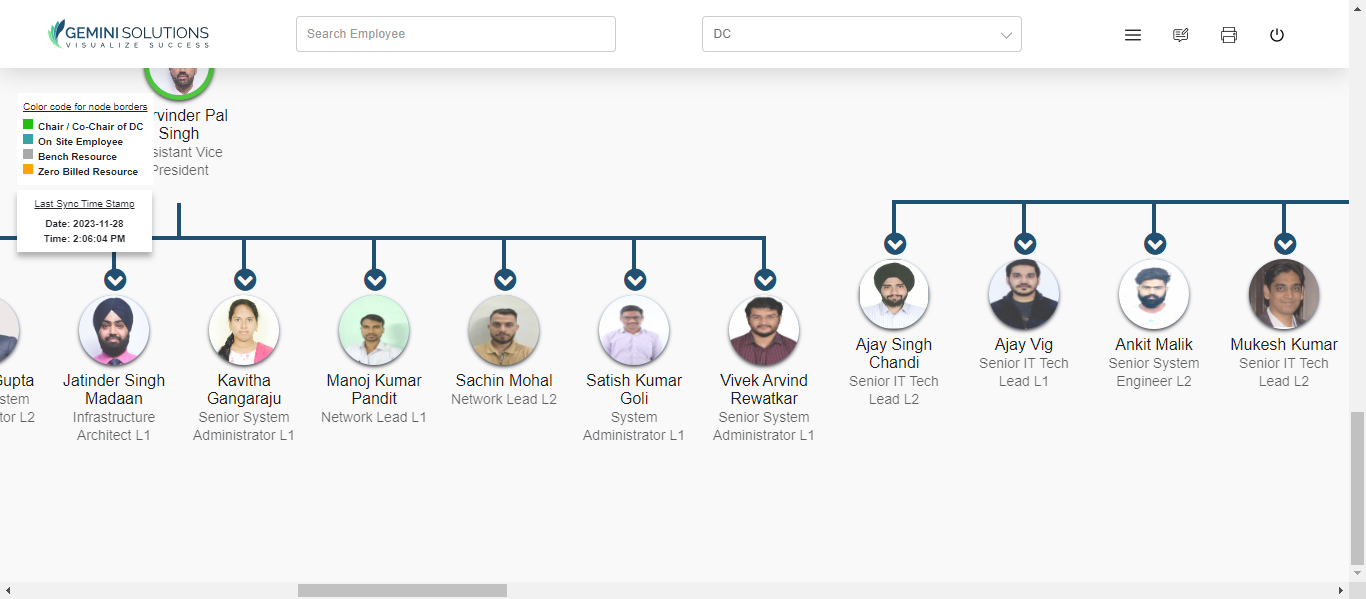 GEMINI SOLUTIONS
VISUALIZE SUCCESS
Search Employee
DC
Color code for node borders
Chair / Co-Chair of DC
On Site Employee
Bench Resource
Zero Billed Resource
Last Sync Time Stamp
Date: 2023-11-28
Time: 2:06:04 PM
rvinder Pal
Singh
sistant Vice
President
Gupta
stem
tor L2
Jatinder Singh
Madaan
Infrastructure
Architect L1
Kavitha
Gangaraju
Senior System
Administrator L1
Manoj Kumar
Pandit
Network Lead L1
Sachin Mohal
Network Lead L2
Satish Kumar
Goli
System
Administrator L1
Vivek Arvind
Rewatkar
Senior System
Administrator L1
Ajay Singh
Chandi
Senior IT Tech
Lead L2
Ajay Vig
Senior IT Tech
Lead L1
Ankit Malik
Senior System
Engineer L2
Mukesh Kumar
Senior IT Tech
Lead L2